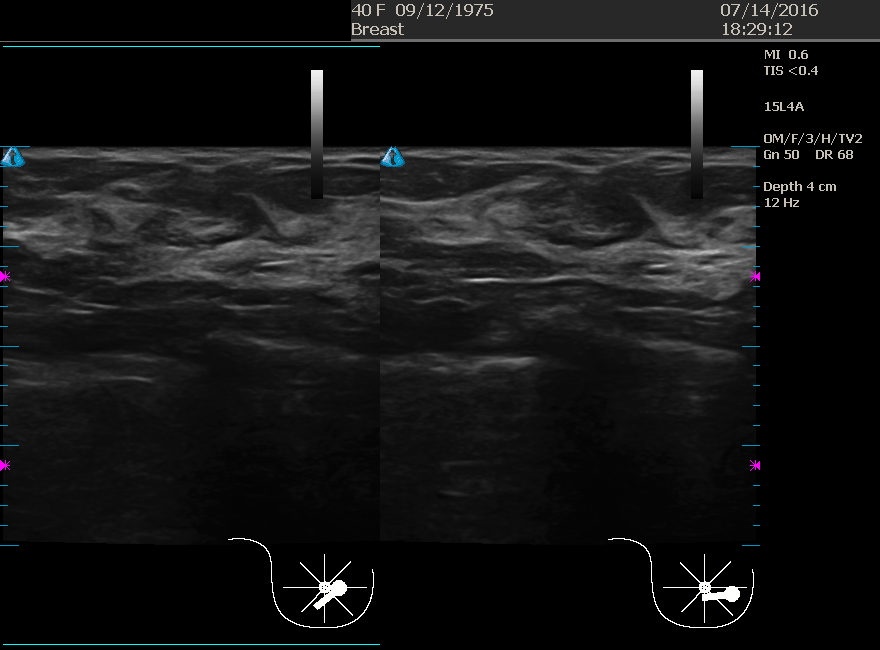 40 F 09/12/1975 07/14/2016
Breast 18:29:12
MI 0.6
TIS <0.4
15L4A
OM/F/3/H/TV2
Gn 50 DR 68
Depth 4 cm
12 Hz